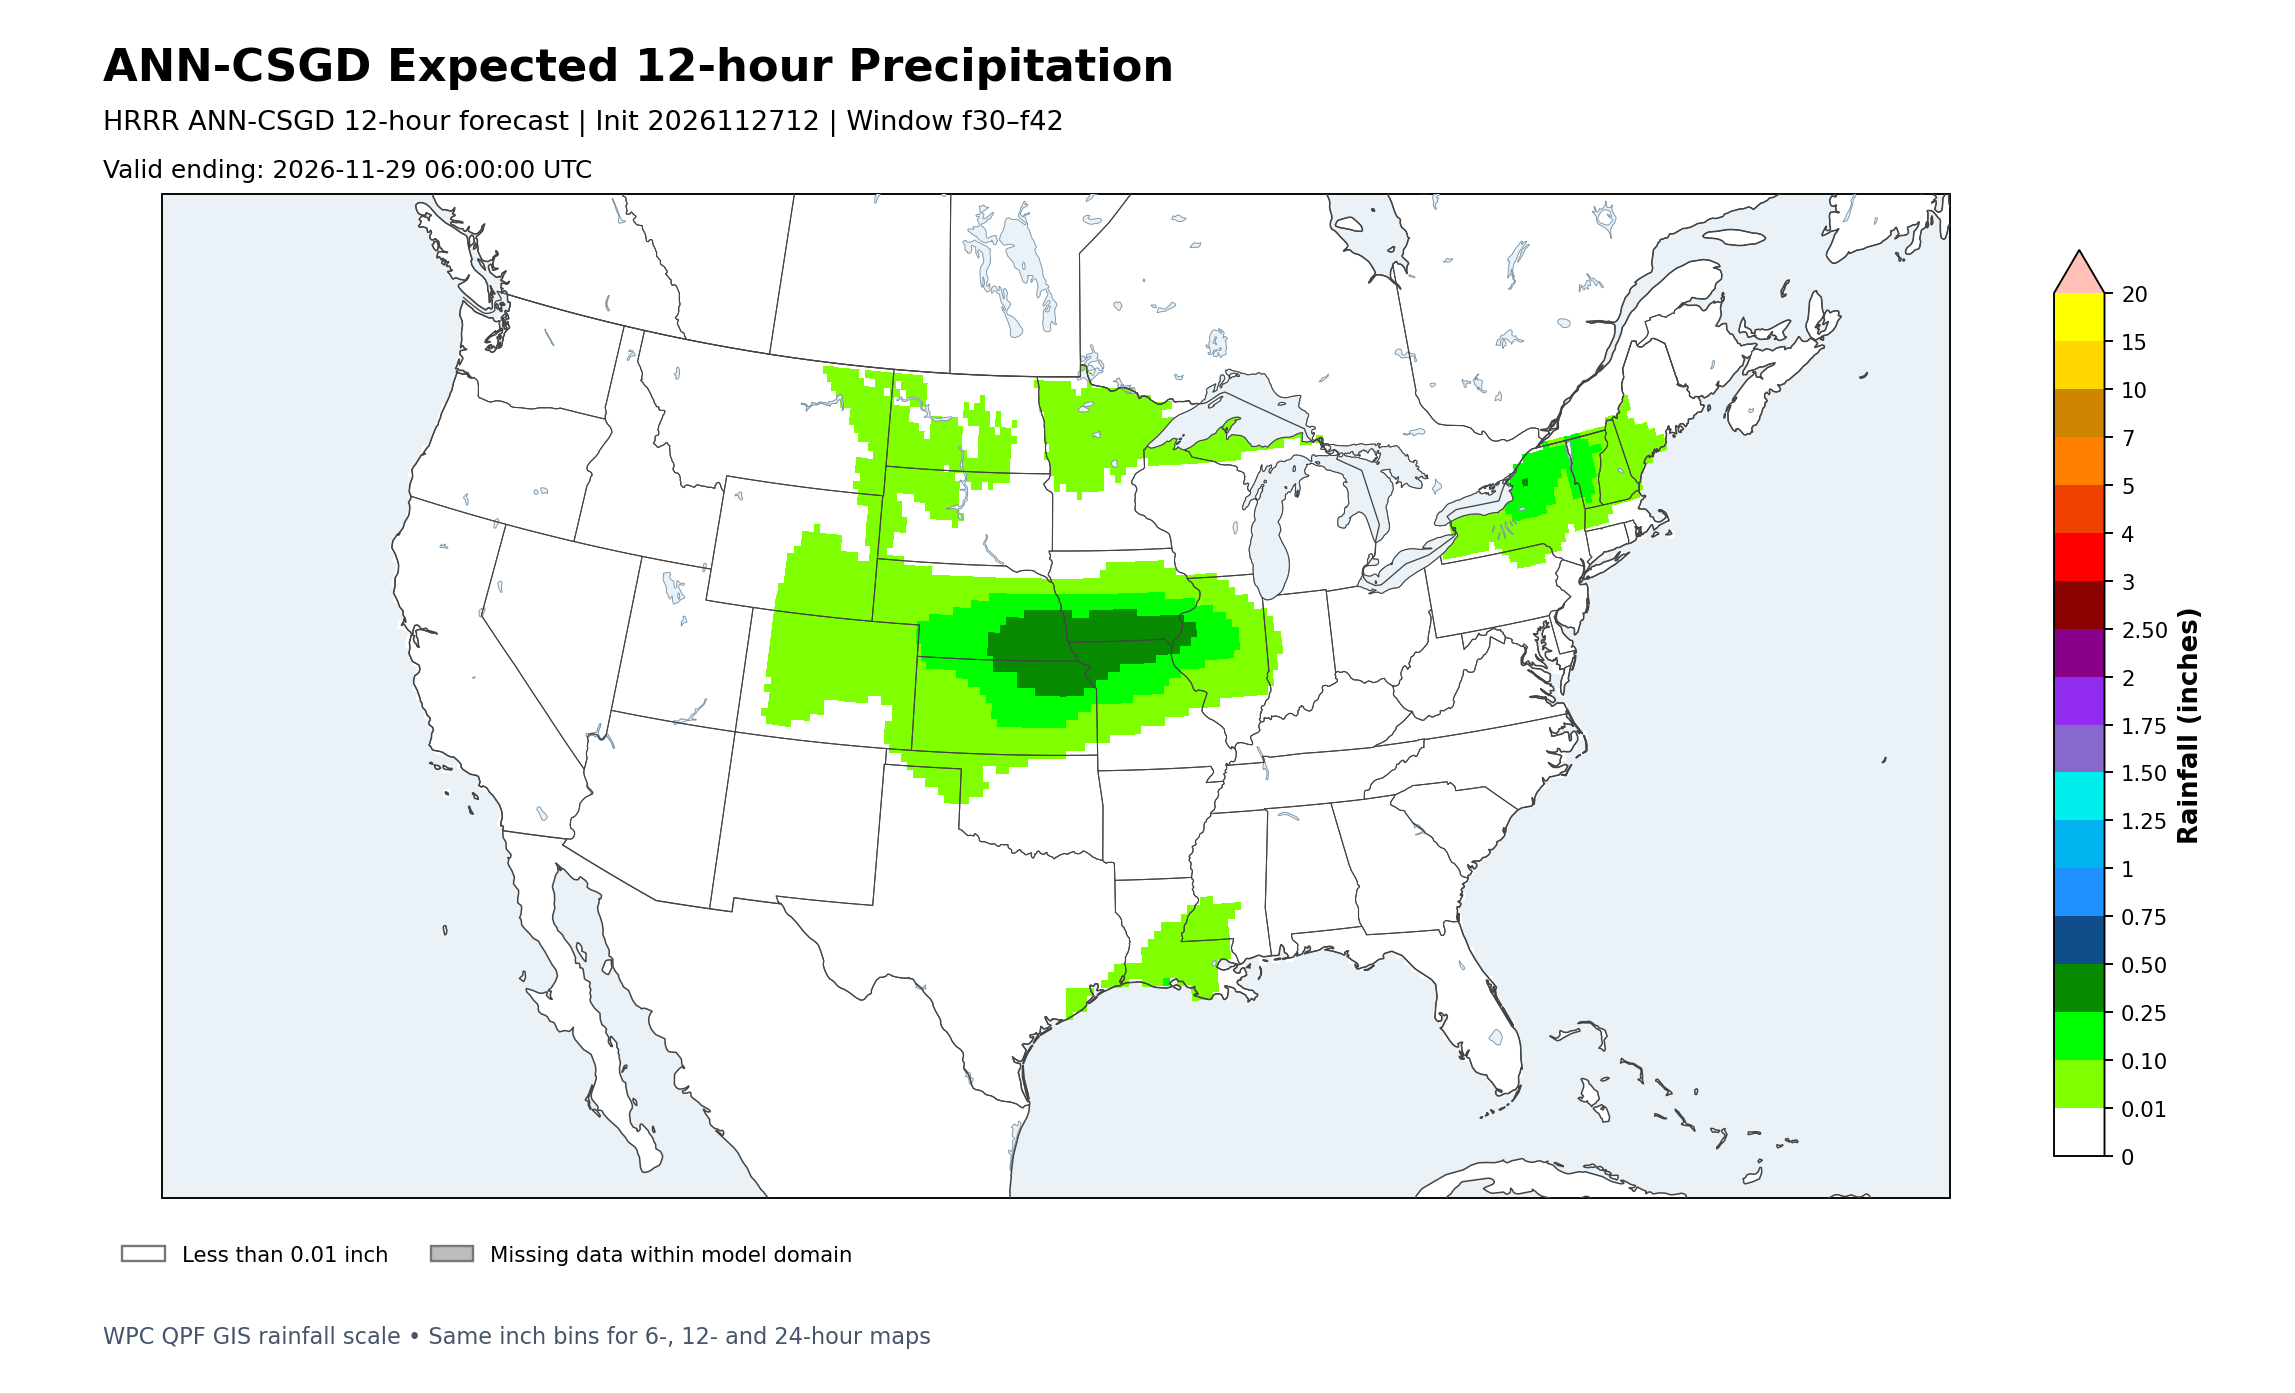 ANN-CSGD Expected 12-hour Precipitation
HRRR ANN-CSGD 12-hour forecast | Init 2026112712 | Window f30–f42
Valid ending: 2026-11-29 06:00:00 UTC
20
15
10
7
5
4
3
2.50
2
1.75
1.50
1.25
1
0.75
0.50
0.25
0.10
0.01
0
Rainfall (inches)
Less than 0.01 inch
Missing data within model domain
WPC QPF GIS rainfall scale • Same inch bins for 6-, 12- and 24-hour maps